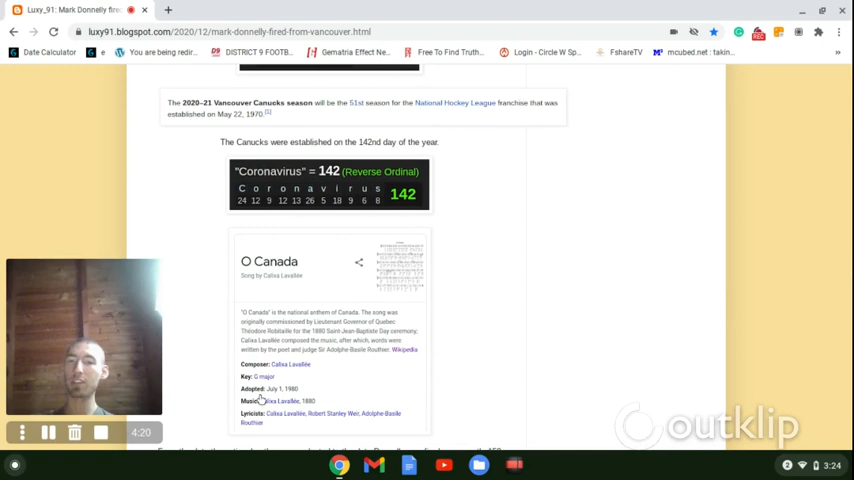 Luxy_91: Mark Donnelly fired
luxy91.blogspot.com/2020/12/mark-donnelly-fired-from-vancouver.html
REC
Date Calculator
e
You are being redir...
D9 DISTRICT 9 FOOTB...
Gematria Effect Ne...
Free To Find Truth...
Login - Circle W Sp...
FshareTV
mcubed.net : takin...
The 2020–21 Vancouver Canucks season will be the 51st season for the National Hockey League franchise that was
established on May 22, 1970.[1]
The Canucks were established on the 142nd day of the year.
"Coronavirus" = 142 (Reverse Ordinal)
C o r o n a v i r u s
24 12 9 12 13 26 5 18 9 6 8
142
O Canada
Song by Calixa Lavallée
"O Canada" is the national anthem of Canada. The song was
originally commissioned by Lieutenant Governor of Quebec
Théodore Robitaille for the 1880 Saint-Jean-Baptiste Day ceremony;
Calixa Lavallée composed the music, after which, words were
written by the poet and judge Sir Adolphe-Basile Routhier. Wikipedia
Composer: Calixa Lavallée
Key: G major
Adopted: July 1, 1980
Music: Calixa Lavallée, 1880
Lyricists: Calixa Lavallée, Robert Stanley Weir, Adolphe-Basile
Routhier
4:20
outklip
2
3:24